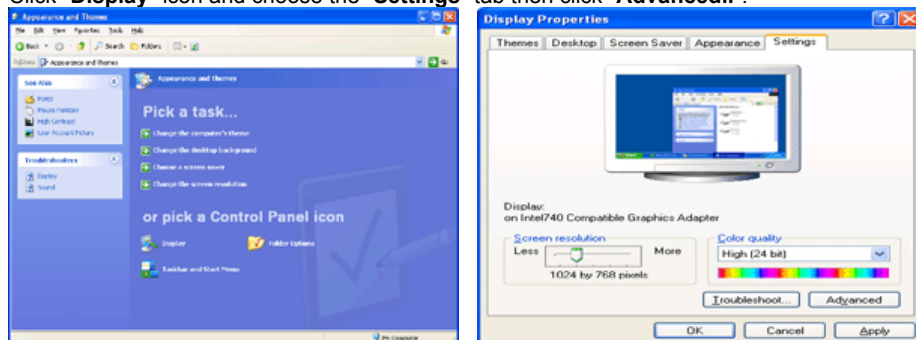 Click "Display" icon and choose the "Settings" tab then click "Advanced...".
Appearance and Themes
File Edit View Favorites Tools Help
Back Search Folders
Address Appearance and Themes
See Also
Fonts
Mouse Pointers
High Contrast
User Account Picture
Troubleshooters
Display
Sound
Appearance and Themes
Pick a task...
Change the computer's theme
Change the desktop background
Choose a screen saver
Change the screen resolution
or pick a Control Panel icon
Display Folder Options
Taskbar and Start Menu
My Computer
Display Properties
Themes Desktop Screen Saver Appearance Settings
Display:
on Intel740 Compatible Graphics Adapter
Screen resolution
Less More
1024 by 768 pixels
Color quality
High (24 bit)
Troubleshoot... Advanced
OK Cancel Apply